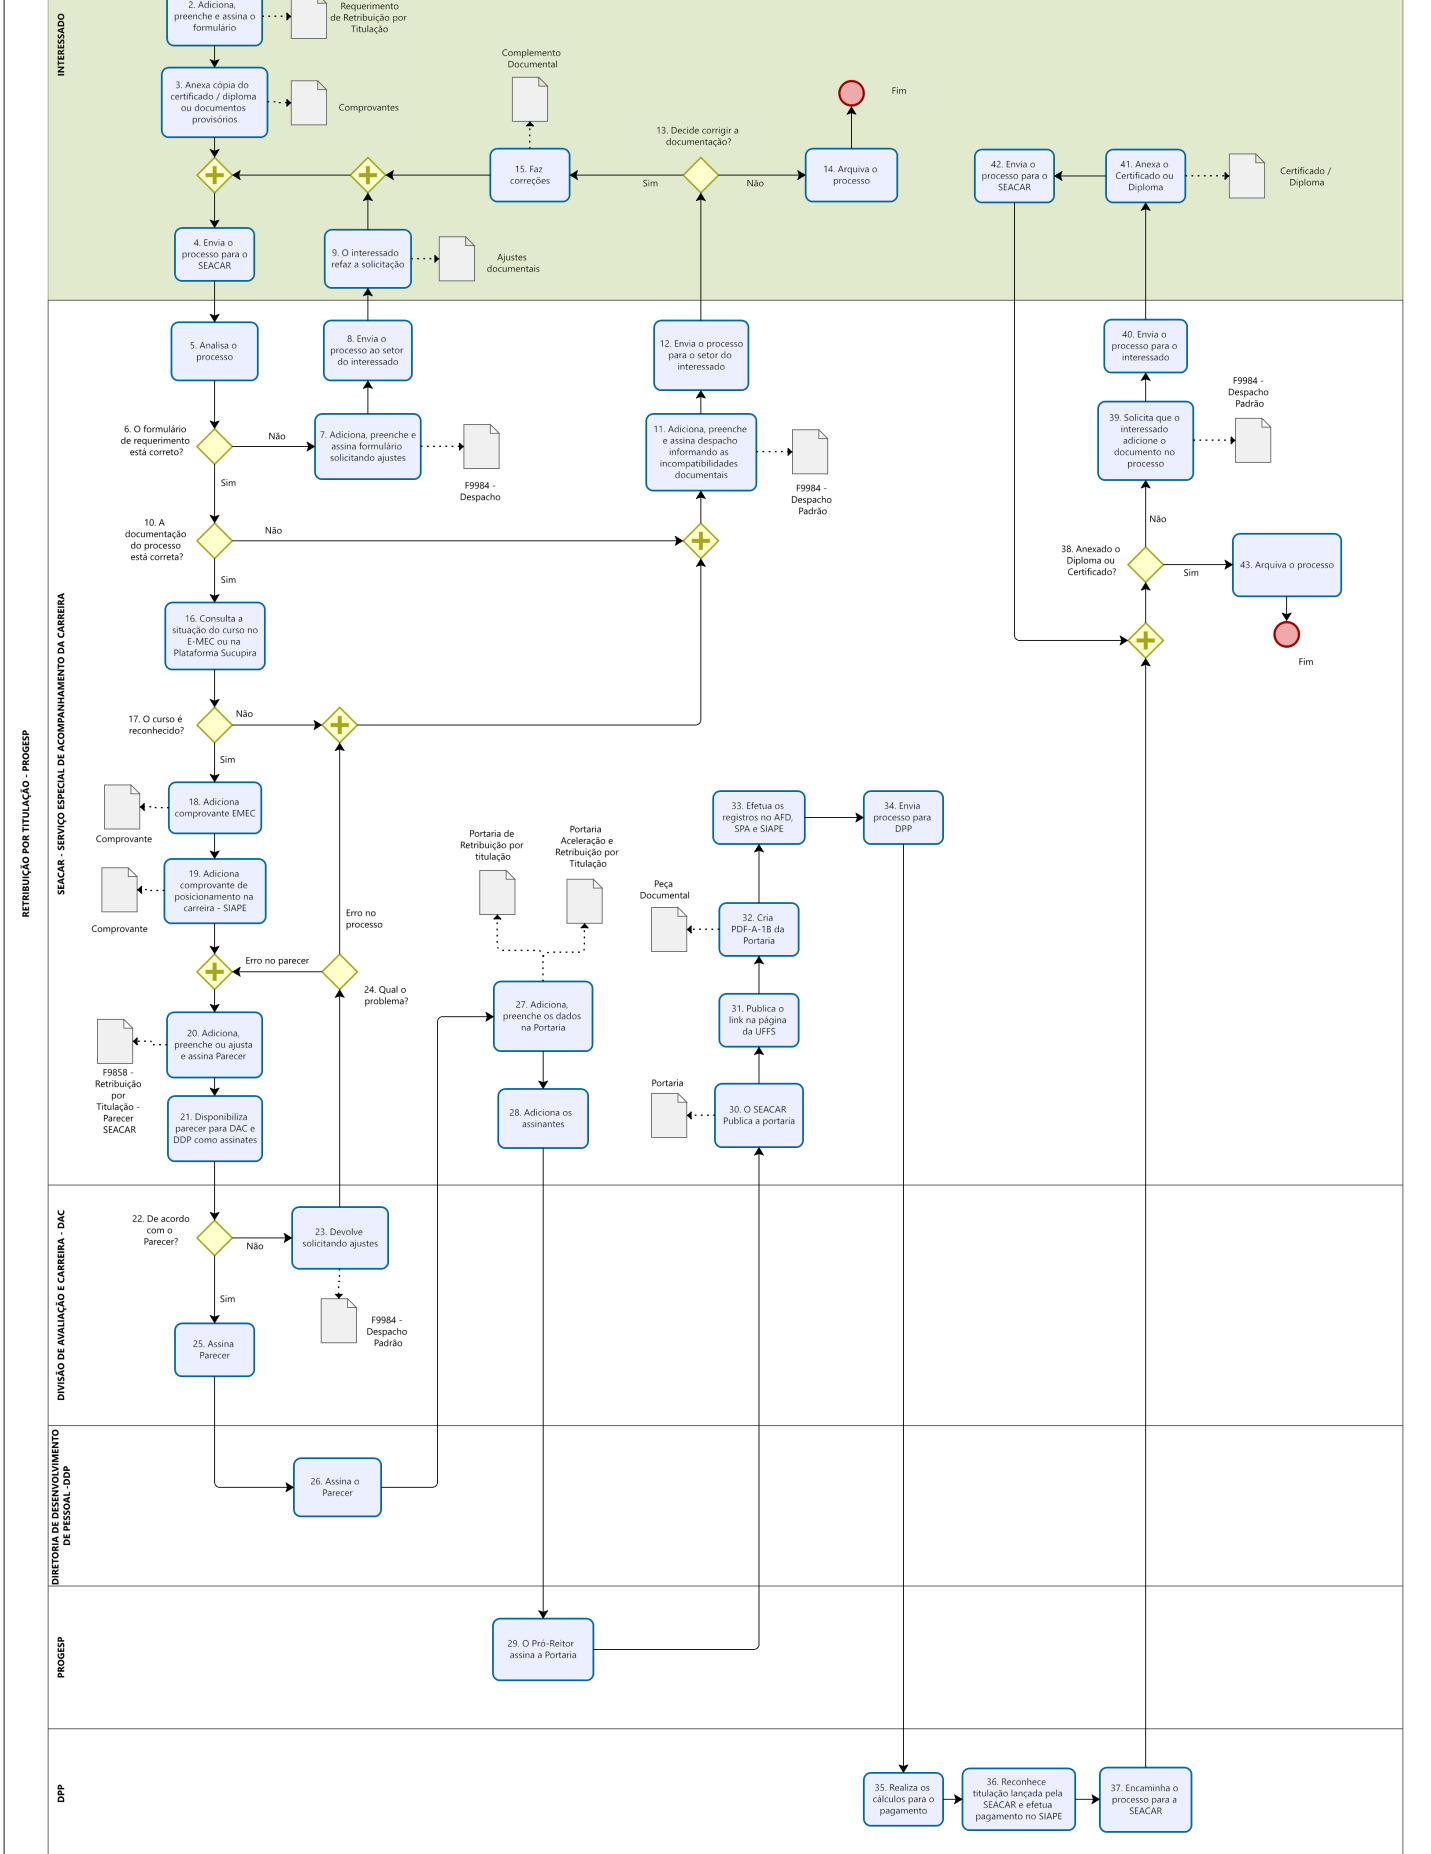 RETRIBUIÇÃO POR TITULAÇÃO - PROGESP
INTERESSADO
2. Adiciona,
preenche e assina o
formulário
Requerimento
de Retribuição por
Titulação
3. Anexa cópia do
certificado / diploma
ou documentos
provisórios
Comprovantes
Complemento
Documental
15. Faz
correções
13. Decide corrigir a
documentação?
Sim
Não
14. Arquiva o
processo
Fim
42. Envia o
processo para o
SEACAR
41. Anexa o
Certificado ou
Diploma
Certificado /
Diploma
4. Envia o
processo para o
SEACAR
9. O interessado
refaz a solicitação
Ajustes
documentais
SEACAR - SERVIÇO ESPECIAL DE ACOMPANHAMENTO DA CARREIRA
5. Analisa o
processo
8. Envia o
processo ao setor
do interessado
12. Envia o processo
para o setor do
interessado
40. Envia o
processo para o
interessado
6. O formulário
de requerimento
está correto?
Não
Sim
7. Adiciona, preenche e
assina formulário
solicitando ajustes
F9984 -
Despacho
11. Adiciona, preenche
e assina despacho
informando as
incompatibilidades
documentais
F9984 -
Despacho
Padrão
39. Solicita que o
interessado
adicione o
documento no
processo
F9984 -
Despacho
Padrão
10. A
documentação
do processo
está correta?
Não
Sim
38. Anexado o
Diploma ou
Certificado?
Não
Sim
43. Arquiva o processo
Fim
16. Consulta a
situação do curso no
E-MEC ou na
Plataforma Sucupira
17. O curso é
reconhecido?
Não
Sim
18. Adiciona
comprovante EMEC
Comprovante
19. Adiciona
comprovante de
posicionamento na
carreira - SIAPE
Comprovante
Erro no
processo
Erro no parecer
24. Qual o
problema?
20. Adiciona,
preenche ou ajusta
e assina Parecer
F9858 -
Retribuição
por
Titulação -
Parecer
SEACAR
21. Disponibiliza
parecer para DAC e
DDP como assinates
Portaria de
Retribuição por
titulação
Portaria
Aceleração e
Retribuição por
Titulação
27. Adiciona,
preenche os dados
na Portaria
28. Adiciona os
assinantes
33. Efetua os
registros no AFD,
SPA e SIAPE
34. Envia
processo para
DPP
Peça
Documental
32. Cria
PDF-A-1B da
Portaria
31. Publica o
link na página
da UFFS
Portaria
30. O SEACAR
Publica a portaria
DIVISÃO DE AVALIAÇÃO E CARREIRA - DAC
22. De acordo
com o
Parecer?
Não
Sim
23. Devolve
solicitando ajustes
F9984 -
Despacho
Padrão
25. Assina
Parecer
DIRETORIA DE DESENVOLVIMENTO
DE PESSOAL -DDP
26. Assina o
Parecer
PROGESP
29. O Pró-Reitor
assina a Portaria
DPP
35. Realiza os
cálculos para o
pagamento
36. Reconhece
titulação lançada pela
SEACAR e efetua
pagamento no SIAPE
37. Encaminha o
processo para a
SEACAR